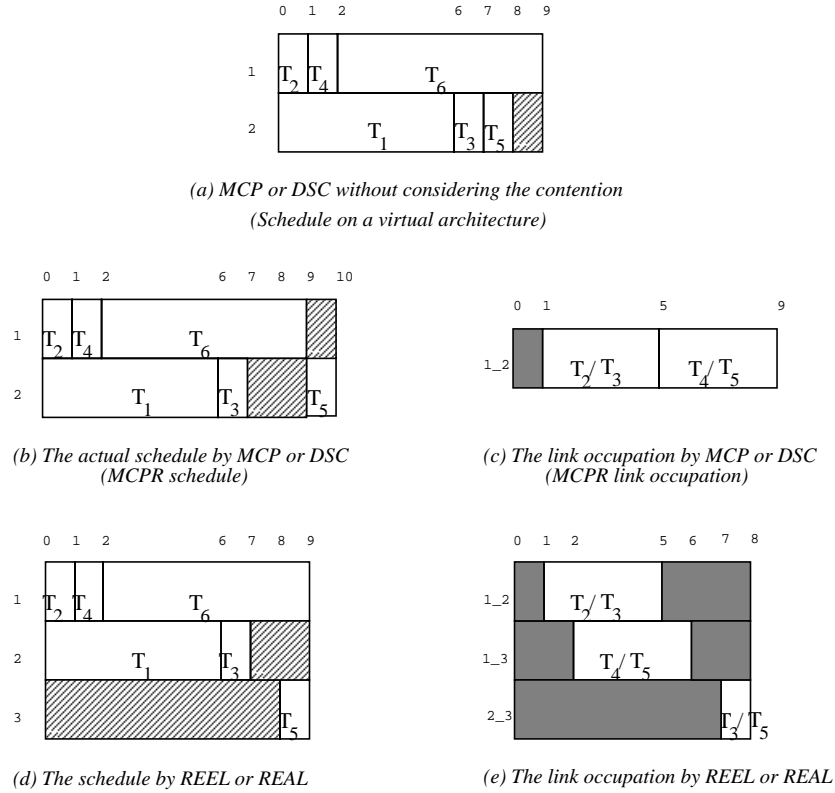 0 1 2 6 7 8 9
1 T2 T4 T6
2 T1 T3 T5
(a) MCP or DSC without considering the contention
(Schedule on a virtual architecture)
0 1 2 6 7 8 9 10
1 T2 T4 T6
2 T1 T3 T5
(b) The actual schedule by MCP or DSC
(MCPR schedule)
0 1 5 9
1_2 T2/T3 T4/T5
(c) The link occupation by MCP or DSC
(MCPR link occupation)
0 1 2 6 7 8 9
1 T2 T4 T6
2 T1 T3
3 T5
(d) The schedule by REEL or REAL
0 1 2 5 6 7 8
1_2 T2/T3
1_3 T4/T5
2_3 T3/T5
(e) The link occupation by REEL or REAL